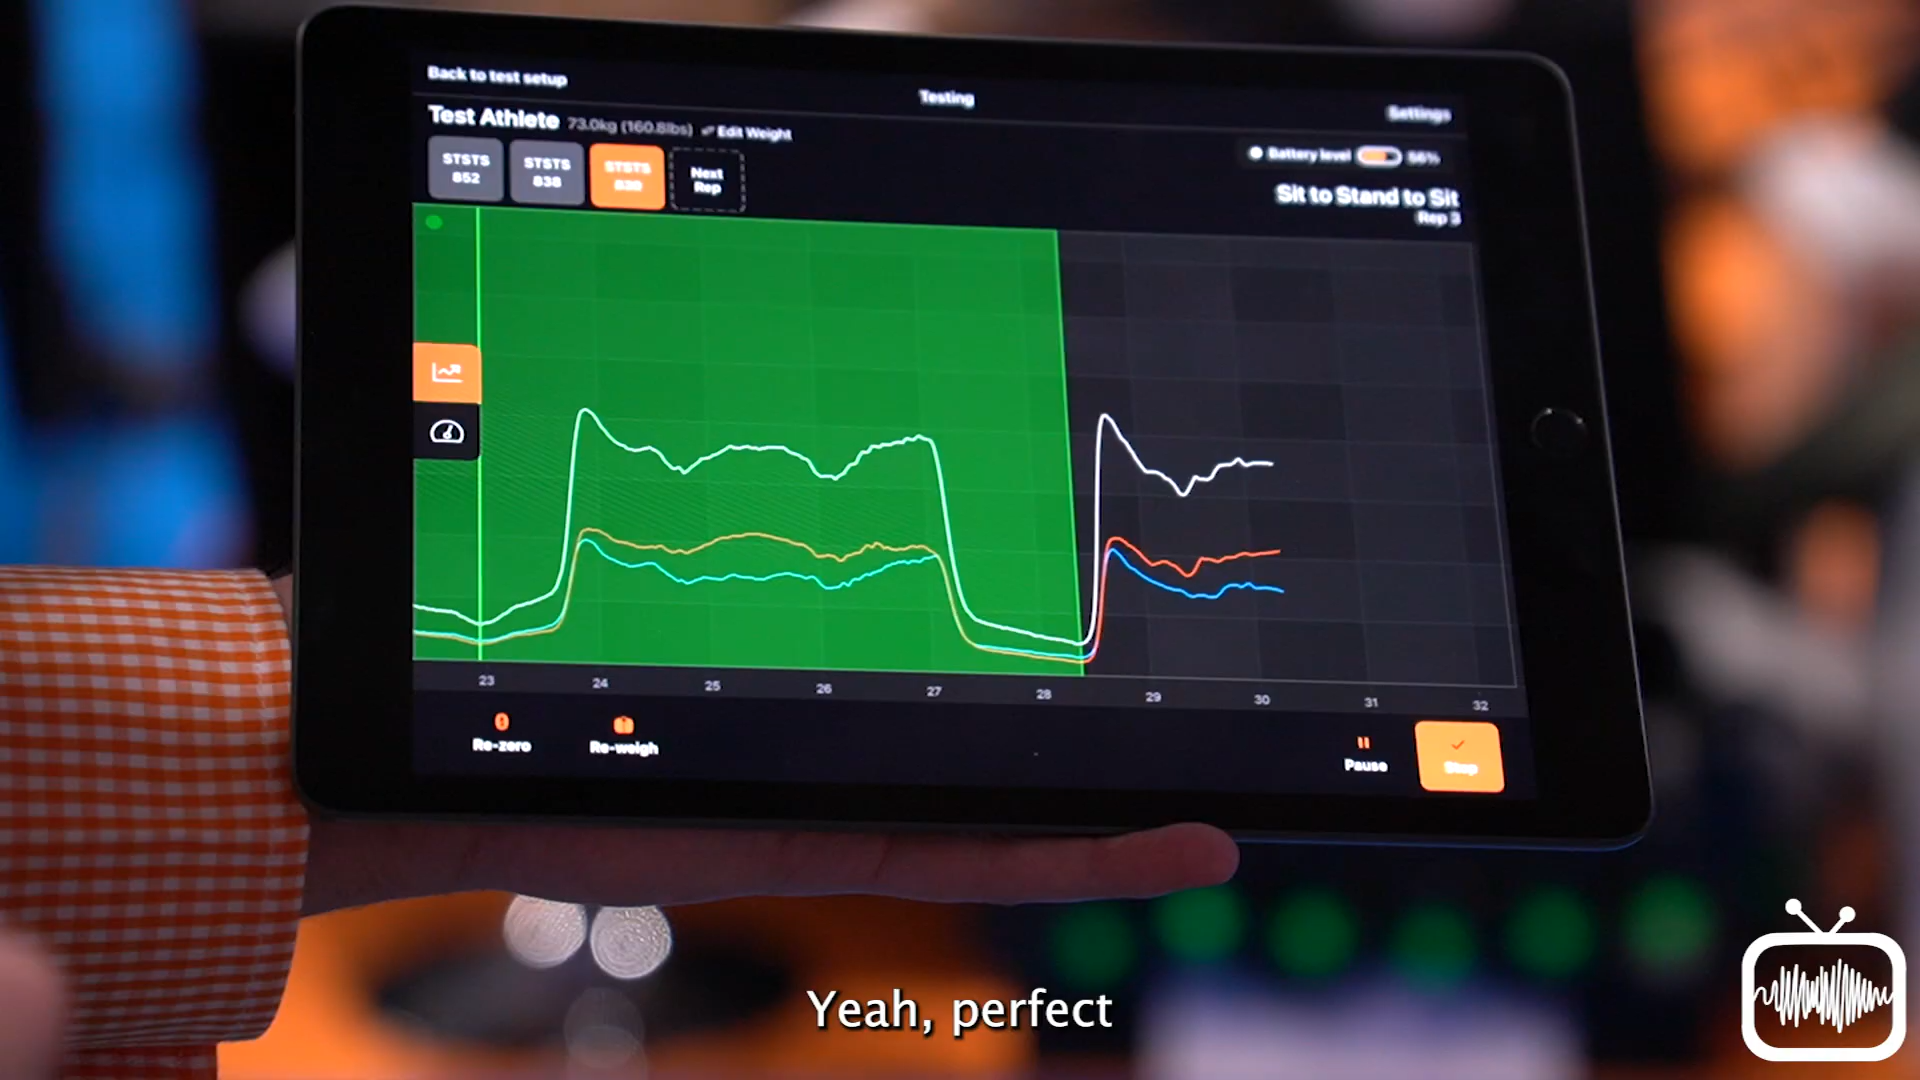 Back to test setup
Testing
Settings
Test Athlete 73.0kg (160.8lbs) Edit Weight
Battery level 56%
STSTS
852
STSTS
838
STSTS
Next
Rep
Sit to Stand to Sit
Rep 3
23 24 25 26 27 28 29 30 31 32
Re-zero
Re-weigh
Pause
Stop
Yeah, perfect